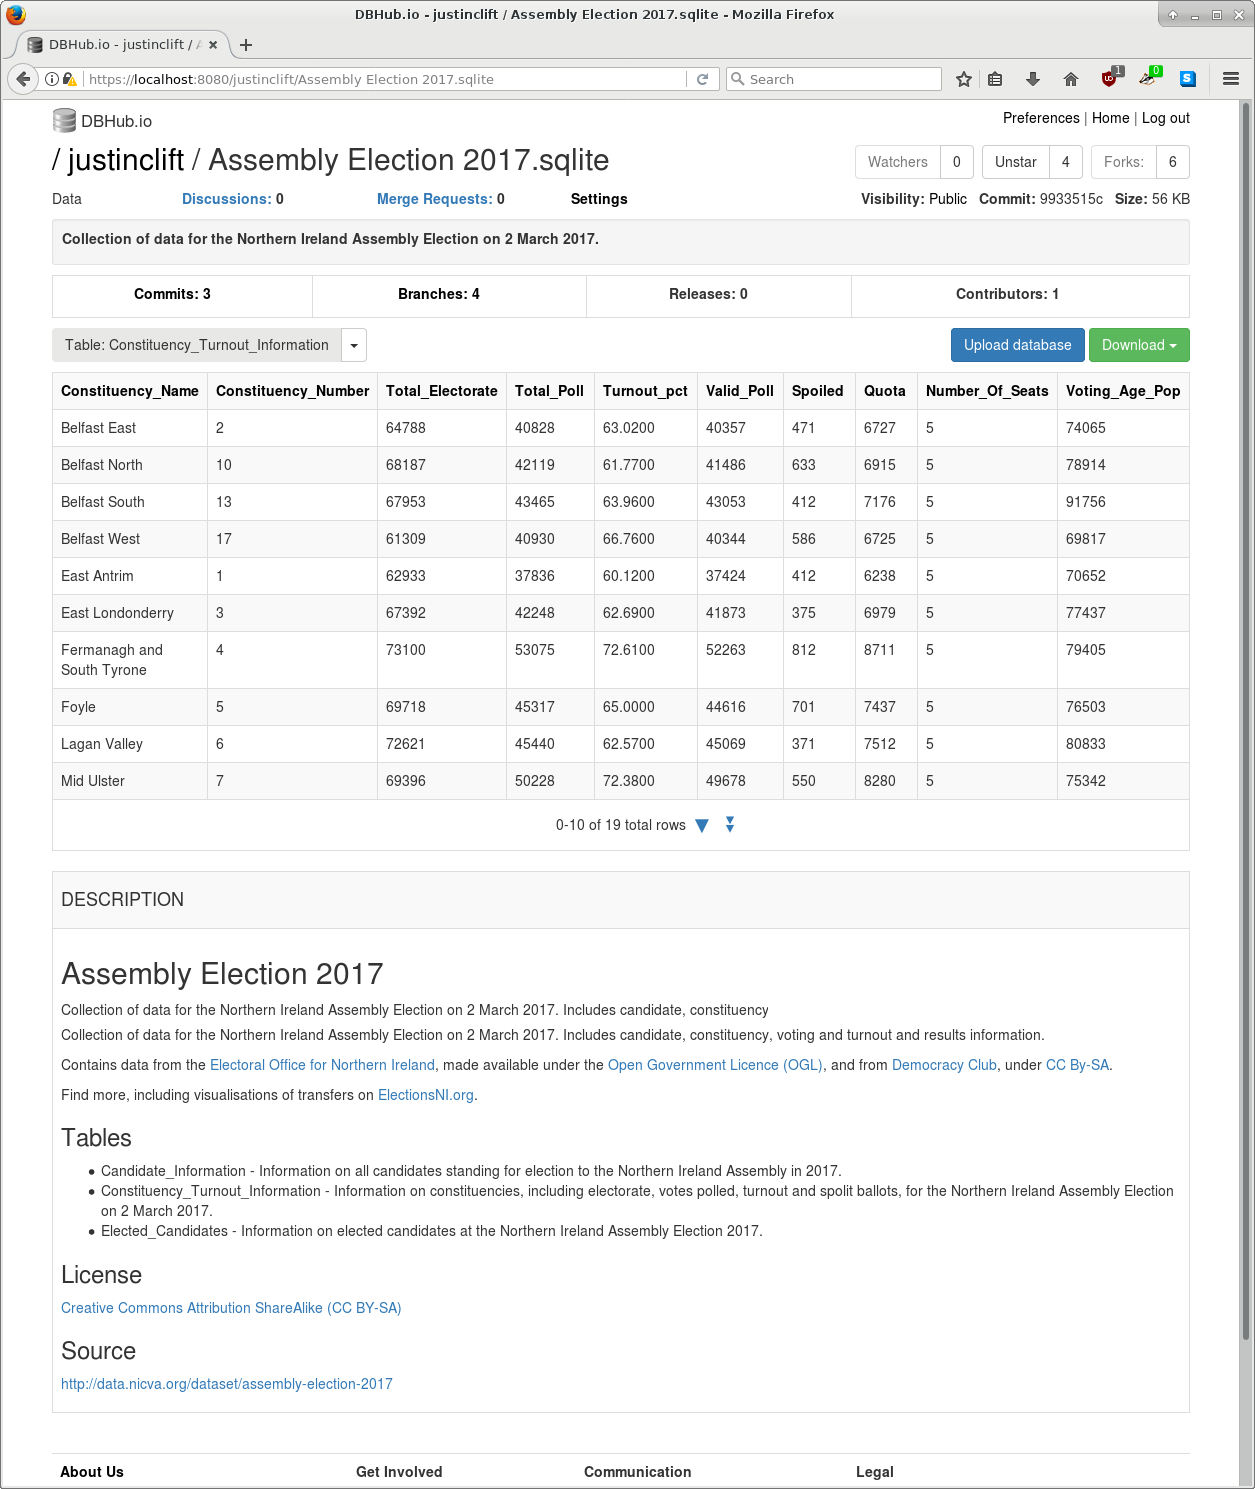 DBHub.io - justinclift / Assembly Election 2017.sqlite - Mozilla Firefox
DBHub.io - justinclift / A
https://localhost:8080/justinclift/Assembly Election 2017.sqlite
Search
1
0
DBHub.io
Preferences | Home | Log out
/ justinclift / Assembly Election 2017.sqlite
Watchers 0 Unstar 4 Forks: 6
Data Discussions: 0 Merge Requests: 0 Settings Visibility: Public Commit: 9933515c Size: 56 KB
Collection of data for the Northern Ireland Assembly Election on 2 March 2017.
Commits: 3 Branches: 4 Releases: 0 Contributors: 1
Table: Constituency_Turnout_Information Upload database Download
Constituency_Name Constituency_Number Total_Electorate Total_Poll Turnout_pct Valid_Poll Spoiled Quota Number_Of_Seats Voting_Age_Pop
Belfast East 2 64788 40828 63.0200 40357 471 6727 5 74065
Belfast North 10 68187 42119 61.7700 41486 633 6915 5 78914
Belfast South 13 67953 43465 63.9600 43053 412 7176 5 91756
Belfast West 17 61309 40930 66.7600 40344 586 6725 5 69817
East Antrim 1 62933 37836 60.1200 37424 412 6238 5 70652
East Londonderry 3 67392 42248 62.6900 41873 375 6979 5 77437
Fermanagh and 4 73100 53075 72.6100 52263 812 8711 5 79405
South Tyrone
Foyle 5 69718 45317 65.0000 44616 701 7437 5 76503
Lagan Valley 6 72621 45440 62.5700 45069 371 7512 5 80833
Mid Ulster 7 69396 50228 72.3800 49678 550 8280 5 75342
0-10 of 19 total rows
DESCRIPTION
Assembly Election 2017
Collection of data for the Northern Ireland Assembly Election on 2 March 2017. Includes candidate, constituency
Collection of data for the Northern Ireland Assembly Election on 2 March 2017. Includes candidate, constituency, voting and turnout and results information.
Contains data from the Electoral Office for Northern Ireland, made available under the Open Government Licence (OGL), and from Democracy Club, under CC By-SA.
Find more, including visualisations of transfers on ElectionsNI.org.
Tables
• Candidate_Information - Information on all candidates standing for election to the Northern Ireland Assembly in 2017.
• Constituency_Turnout_Information - Information on constituencies, including electorate, votes polled, turnout and spolit ballots, for the Northern Ireland Assembly Election
on 2 March 2017.
• Elected_Candidates - Information on elected candidates at the Northern Ireland Assembly Election 2017.
License
Creative Commons Attribution ShareAlike (CC BY-SA)
Source
http://data.nicva.org/dataset/assembly-election-2017
About Us Get Involved Communication Legal